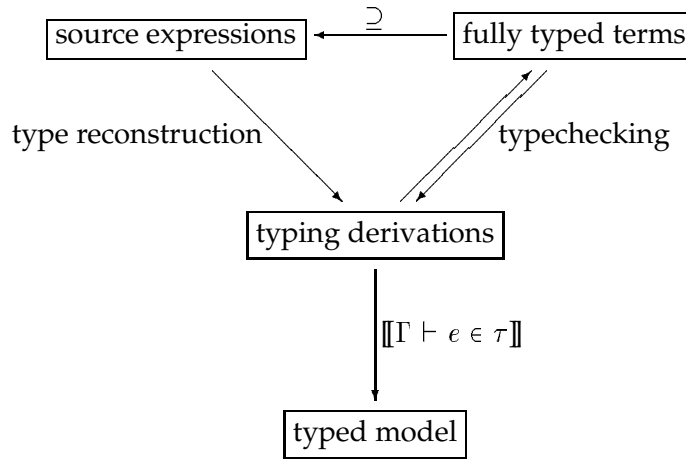 ⊇
source expressions
fully typed terms
type reconstruction
typechecking
typing derivations
⟦Γ ⊢ e ∈ τ⟧
typed model